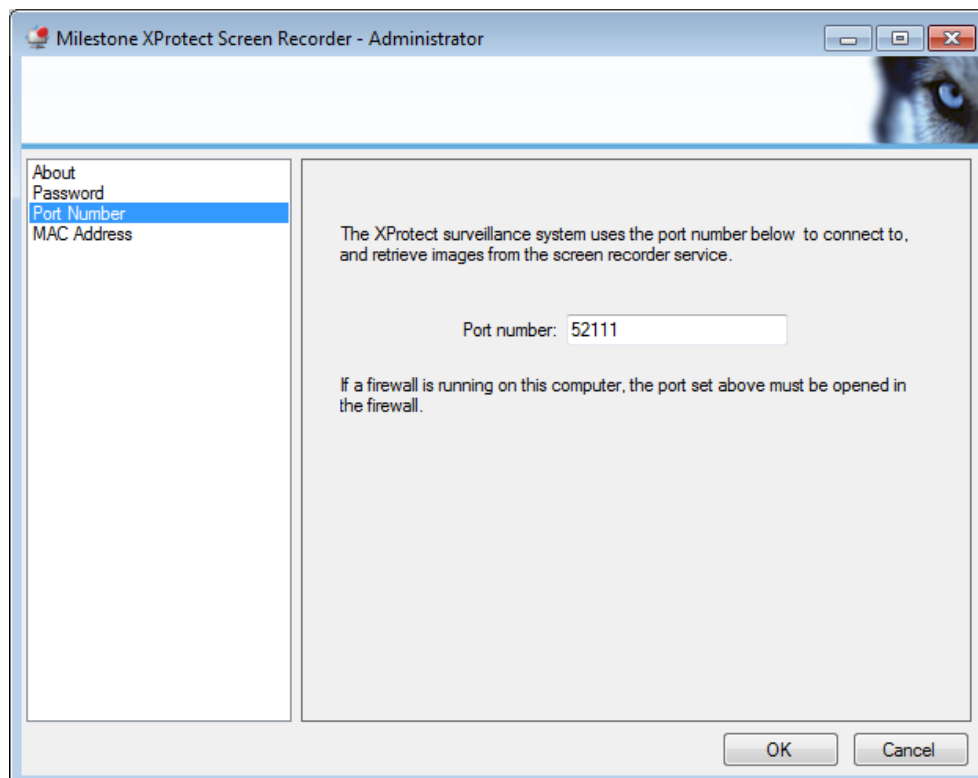 Milestone XProtect Screen Recorder - Administrator
About
Password
Port Number
MAC Address
The XProtect surveillance system uses the port number below to connect to,
and retrieve images from the screen recorder service.
Port number: 52111
If a firewall is running on this computer, the port set above must be opened in
the firewall.
OK Cancel